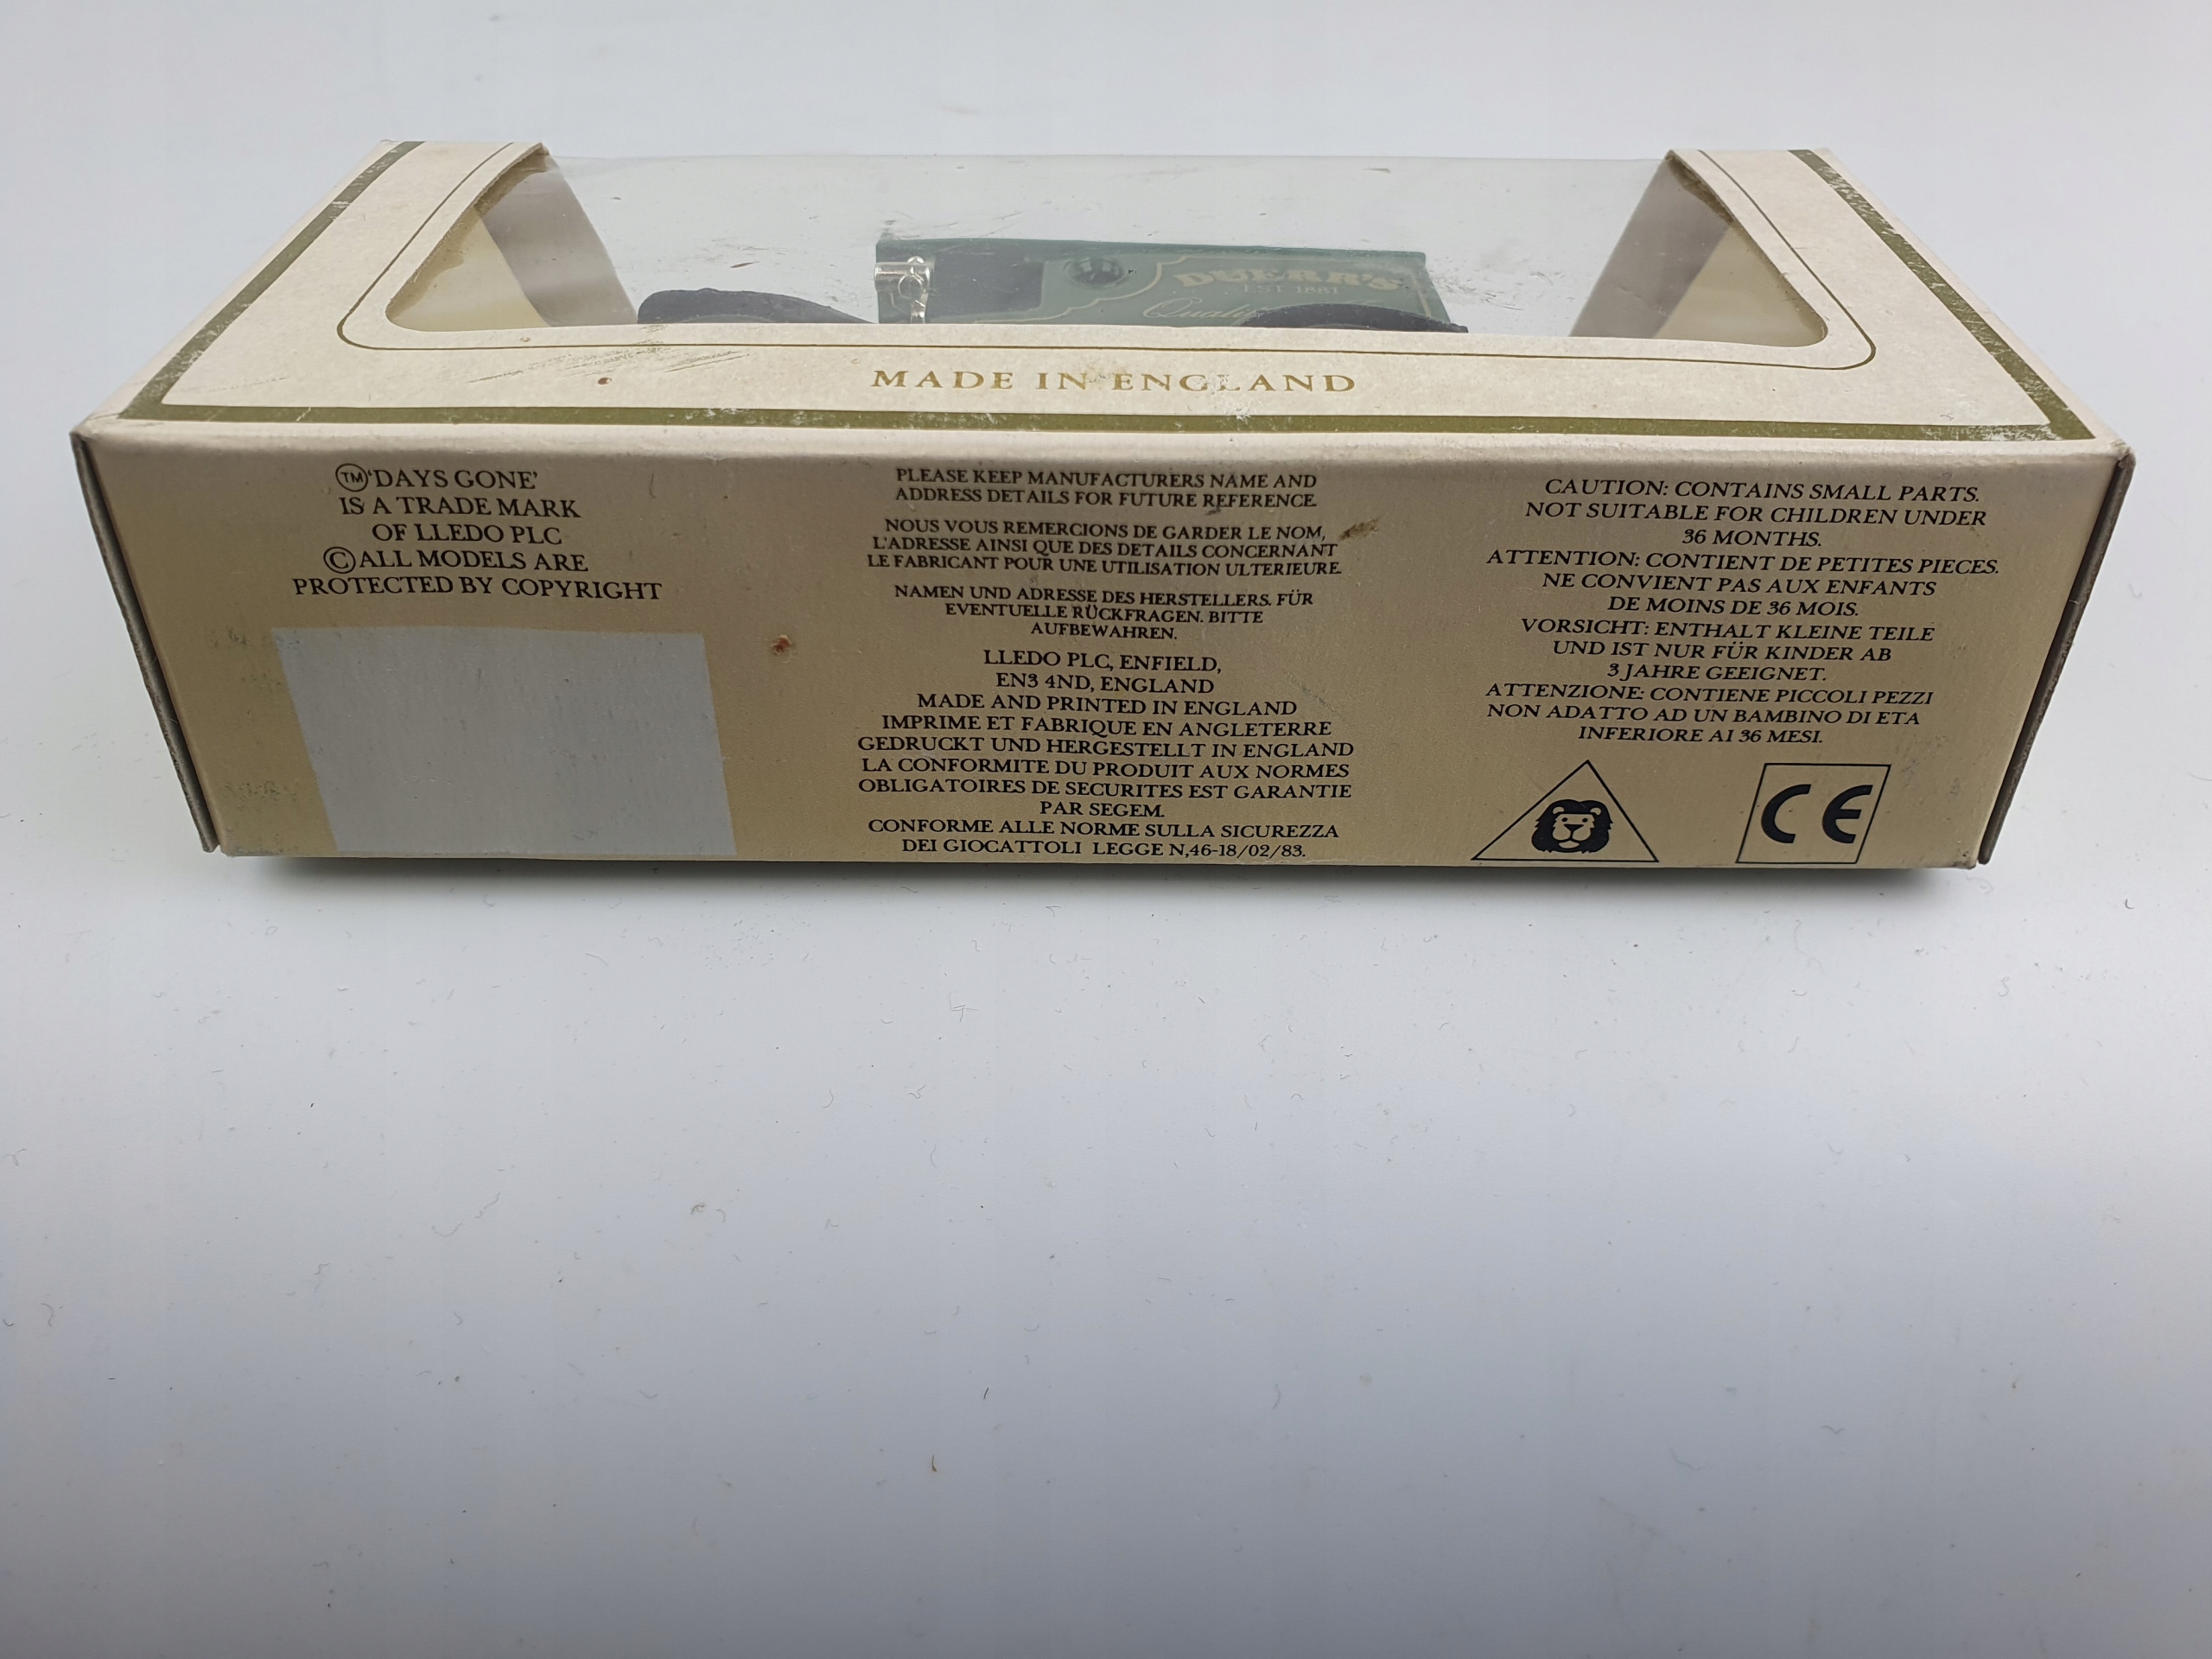 DUERR'S
EST 1881
Quality
MADE IN ENGLAND
TM 'DAYS GONE'
IS A TRADE MARK
OF LLEDO PLC
© ALL MODELS ARE
PROTECTED BY COPYRIGHT
PLEASE KEEP MANUFACTURERS NAME AND
ADDRESS DETAILS FOR FUTURE REFERENCE.
NOUS VOUS REMERCIONS DE GARDER LE NOM,
L'ADRESSE AINSI QUE DES DETAILS CONCERNANT
LE FABRICANT POUR UNE UTILISATION ULTERIEURE.
NAMEN UND ADRESSE DES HERSTELLERS. FÜR
EVENTUELLE RÜCKFRAGEN. BITTE
AUFBEWAHREN.
LLEDO PLC, ENFIELD,
EN3 4ND, ENGLAND
MADE AND PRINTED IN ENGLAND
IMPRIME ET FABRIQUE EN ANGLETERRE
GEDRUCKT UND HERGESTELLT IN ENGLAND
LA CONFORMITE DU PRODUIT AUX NORMES
OBLIGATOIRES DE SECURITES EST GARANTIE
PAR SEGEM.
CONFORME ALLE NORME SULLA SICUREZZA
DEI GIOCATTOLI LEGGE N,46-18/02/83.
CAUTION: CONTAINS SMALL PARTS.
NOT SUITABLE FOR CHILDREN UNDER
36 MONTHS.
ATTENTION: CONTIENT DE PETITES PIECES.
NE CONVIENT PAS AUX ENFANTS
DE MOINS DE 36 MOIS.
VORSICHT: ENTHALT KLEINE TEILE
UND IST NUR FÜR KINDER AB
3 JAHRE GEEIGNET.
ATTENZIONE: CONTIENE PICCOLI PEZZI
NON ADATTO AD UN BAMBINO DI ETA
INFERIORE AI 36 MESI.
CE